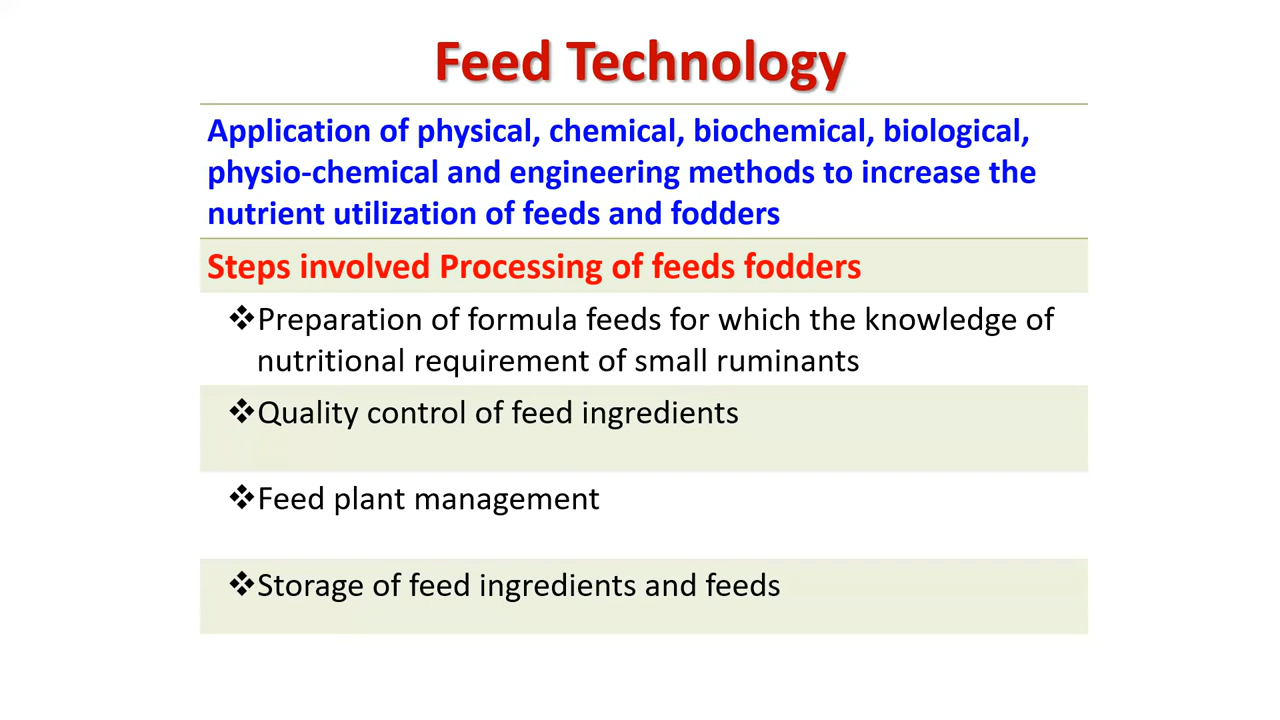 Feed Technology
Application of physical, chemical, biochemical, biological,
physio-chemical and engineering methods to increase the
nutrient utilization of feeds and fodders
Steps involved Processing of feeds fodders
❖Preparation of formula feeds for which the knowledge of
nutritional requirement of small ruminants
❖Quality control of feed ingredients
❖Feed plant management
❖Storage of feed ingredients and feeds